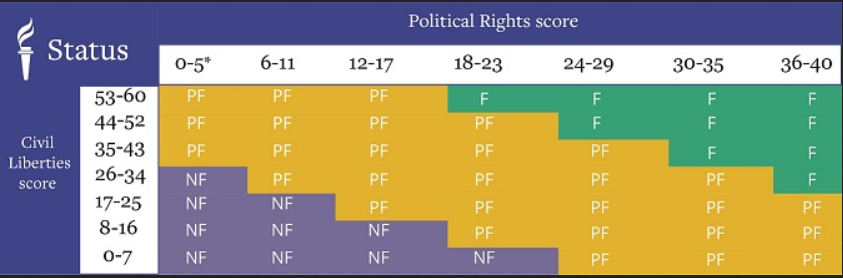 Political Rights score
Status
0-5* 6-11 12-17 18-23 24-29 30-35 36-40
53-60 PF PF PF F F F F
44-52 PF PF PF PF F F F
Civil
Liberties
score
35-43 PF PF PF PF PF F F
26-34 NF PF PF PF PF PF F
17-25 NF NF PF PF PF PF PF
8-16 NF NF NF PF PF PF PF
0-7 NF NF NF NF PF PF PF